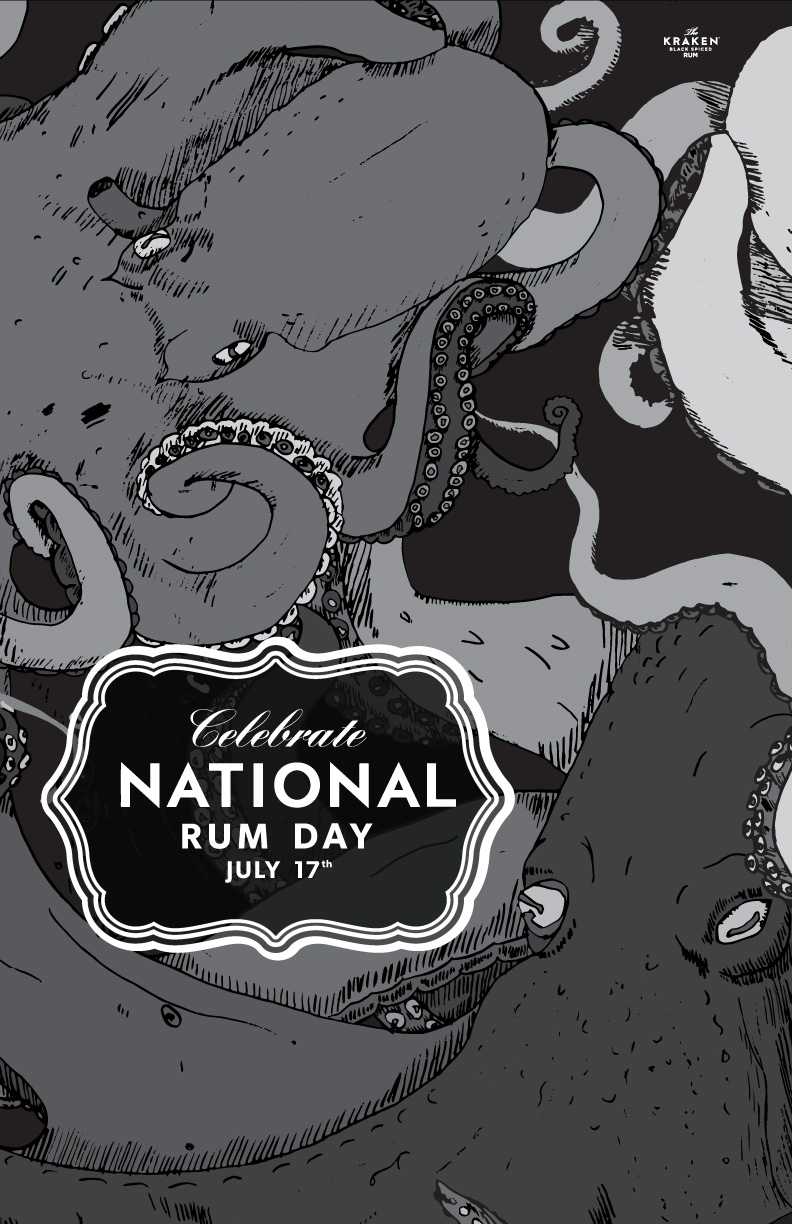 The
KRAKEN
BLACK SPICED
RUM
Celebrate
NATIONAL
RUM DAY
JULY 17th